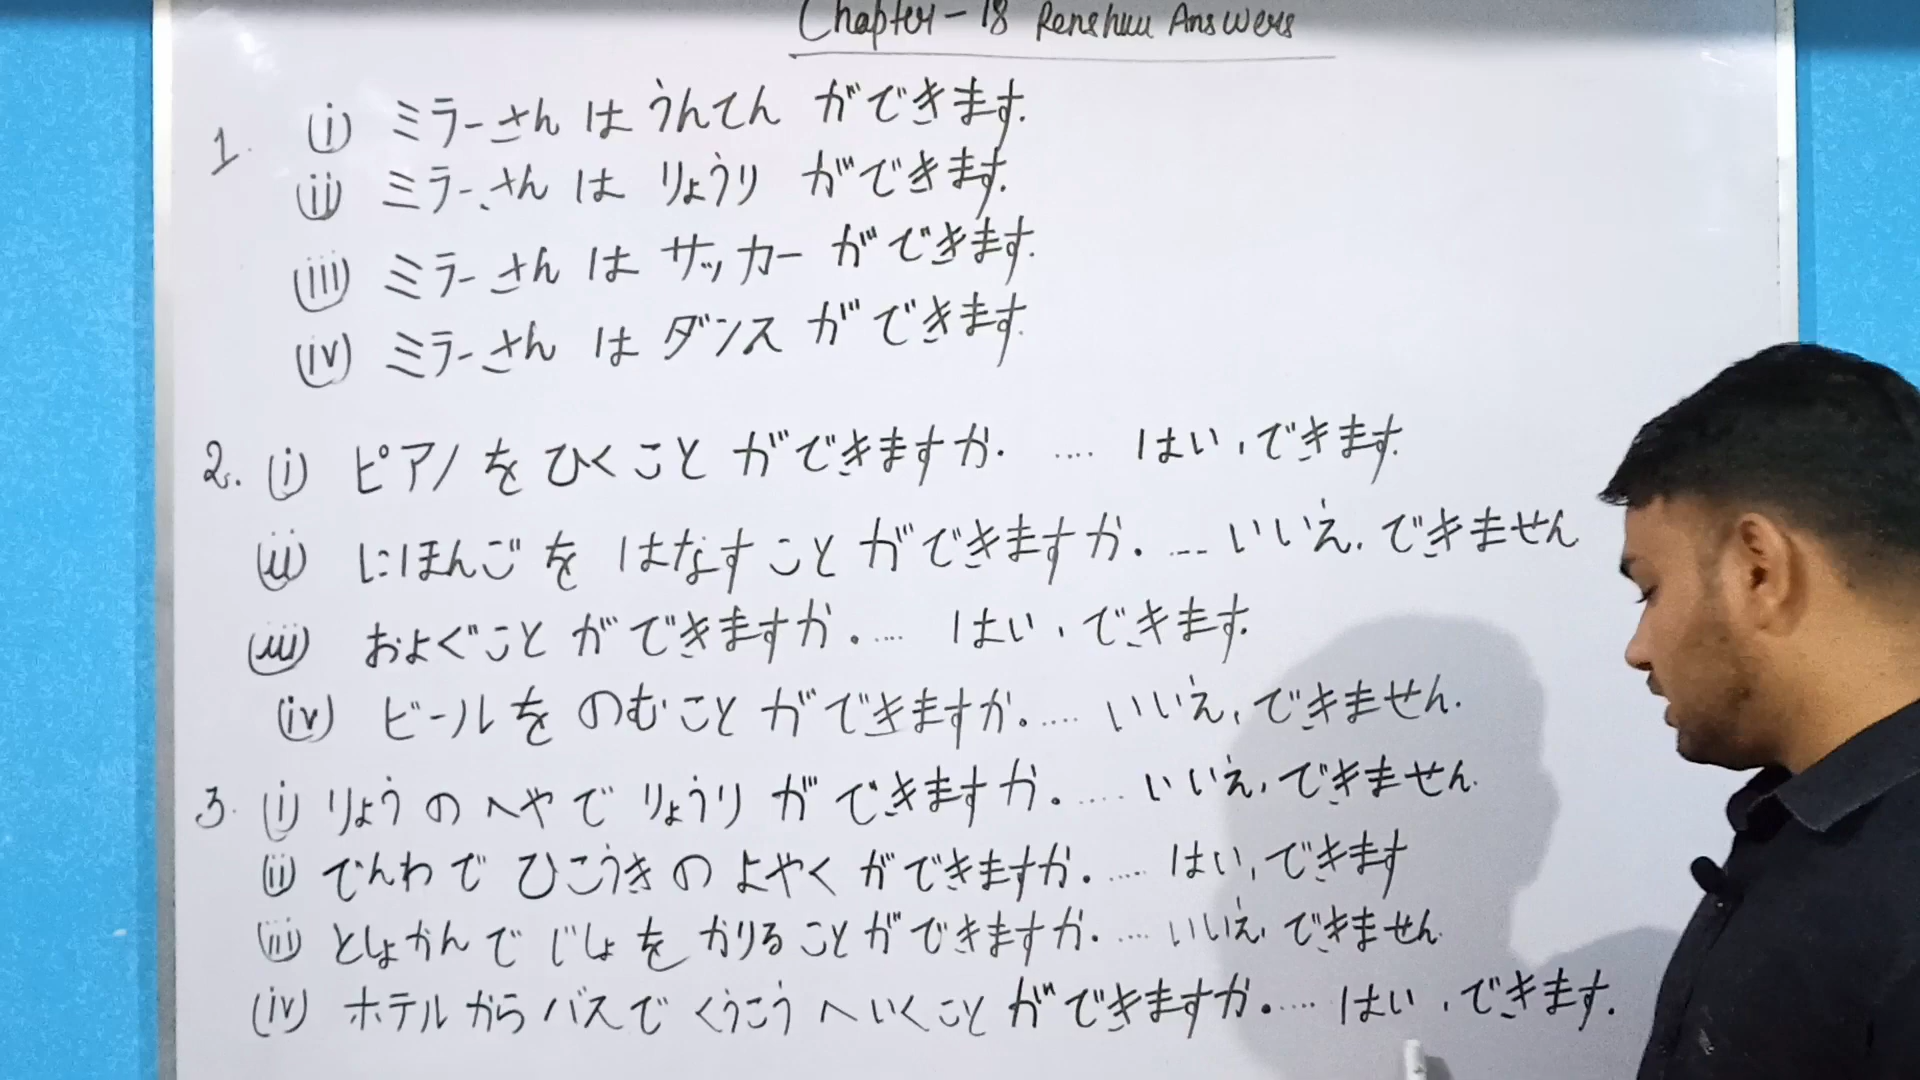 Chapter - 18 Renshuu Answers
1. (i) ミラーさん は うんてん ができます.
(ii) ミラーさん は りょうり ができます.
(iii) ミラーさん は サッカー ができます.
(iv) ミラーさん は ダンス ができます.
2. (i) ピアノ を ひく こと ができますか. .... はい, できます.
(ii) にほんご を はなす こと ができますか. ... いいえ. できません
(iii) およぐこと ができますか. .... はい, できます.
(iv) ビール を のむ こと ができますか. .... いいえ, できません.
3. (i) りょう の へや で りょうり ができますか. .... いいえ, できません.
(ii) でんわ で ひこうき の よやく ができますか. .... はい, できます
(iii) としょかん で じしょ を かりる ことができますか. .... いいえ, できません.
(iv) ホテル から バス で くうこう へ いく こと ができますか. .... はい, できます.